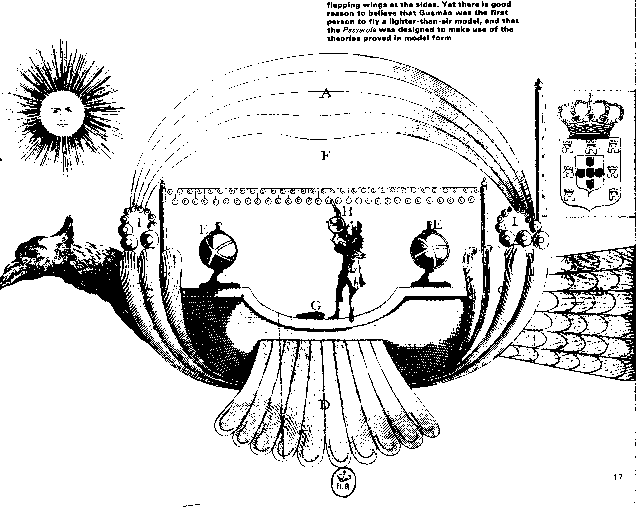 flapping wings at the sides. Yet there is good
reason to believe that Gusmão was the first
person to fly a lighter-than-air model, and that
the Passarola was designed to make use of the
theories proved in model form
A
F
H
I
I
E
E
G
D
17